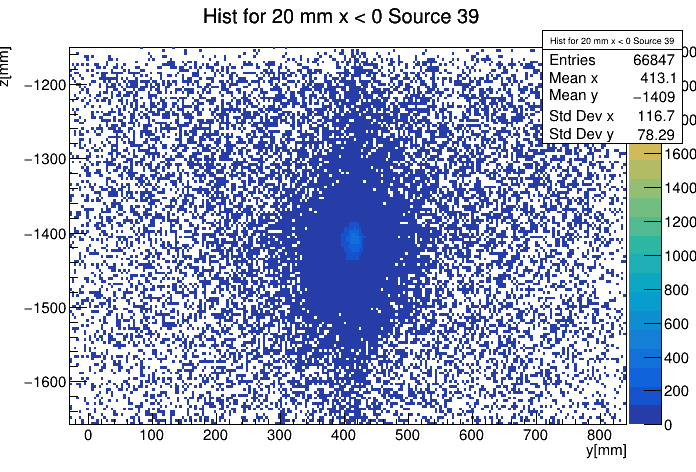 Hist for 20 mm x < 0 Source 39
z[mm]
Hist for 20 mm x < 0 Source 39
Entries 66847
Mean x 413.1
Mean y −1409
Std Dev x 116.7
Std Dev y 78.29
−1200
−1300
−1400
−1500
−1600
0 100 200 300 400 500 600 700 800
y[mm]
1600
1400
1200
1000
800
600
400
200
0